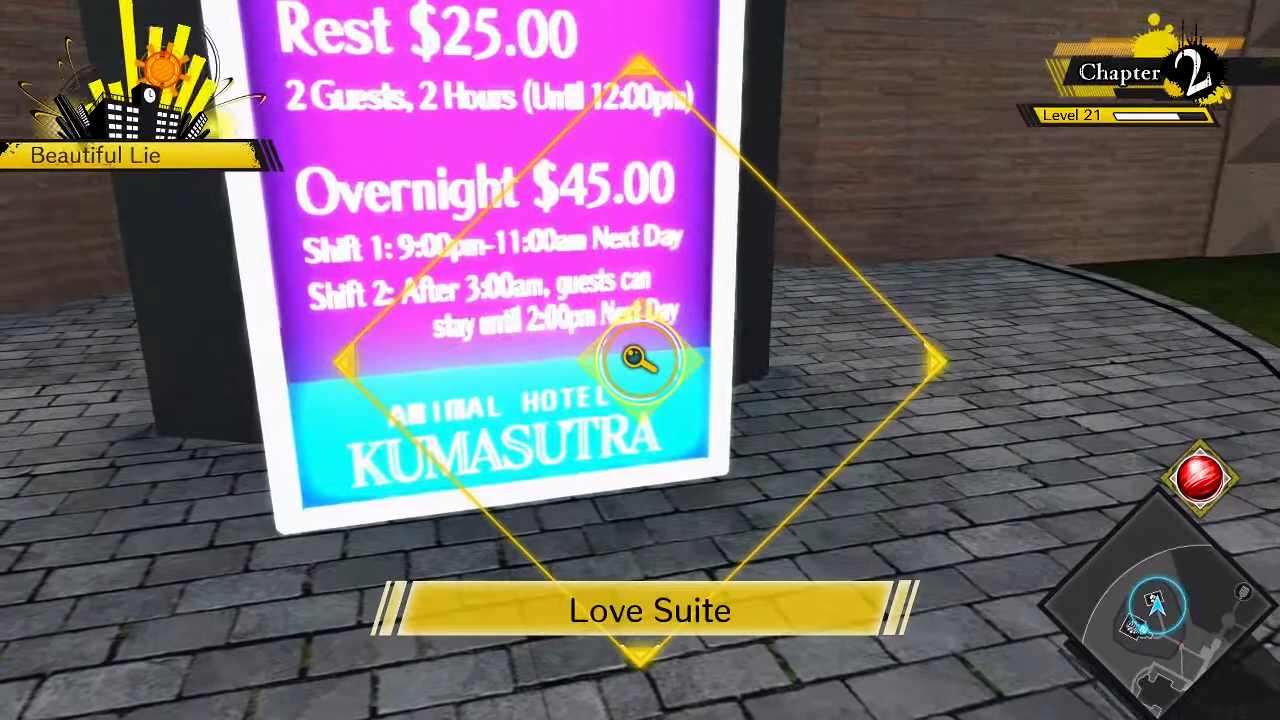 Rest $25.00
2 Guests, 2 Hours (Until 12:00pm)
Overnight $45.00
Shift 1: 9:00pm-11:00am Next Day
Shift 2: After 3:00am, guests can
stay until 2:00pm Next Day
ANIMAL HOTEL
KUMASUTRA
Beautiful Lie
Chapter 2
Level 21
Love Suite